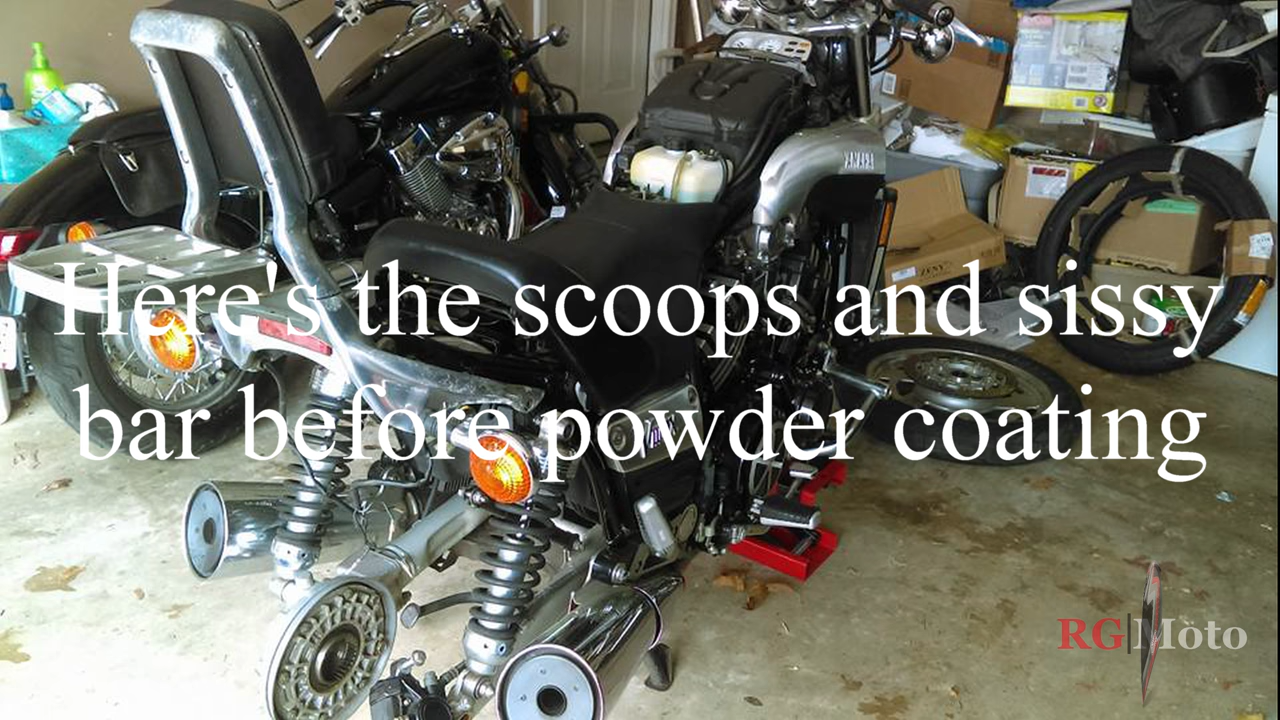 YAMAHA
Here's the scoops and sissy
bar before powder coating
RG|Moto